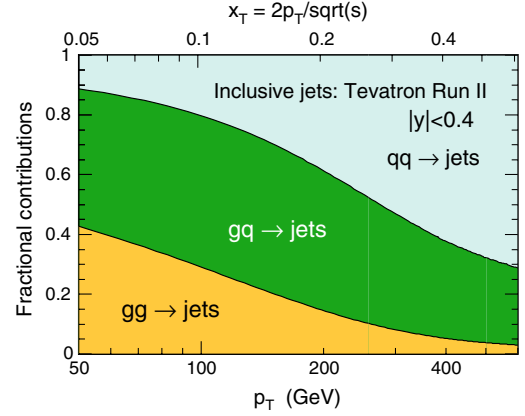 x_T = 2p_T/sqrt(s)
0.05 0.1 0.2 0.4
1
0.8
0.6
0.4
0.2
0
Fractional contributions
Inclusive jets: Tevatron Run II
|y|<0.4
qq → jets
gq → jets
gg → jets
50 100 200 400
p_T (GeV)